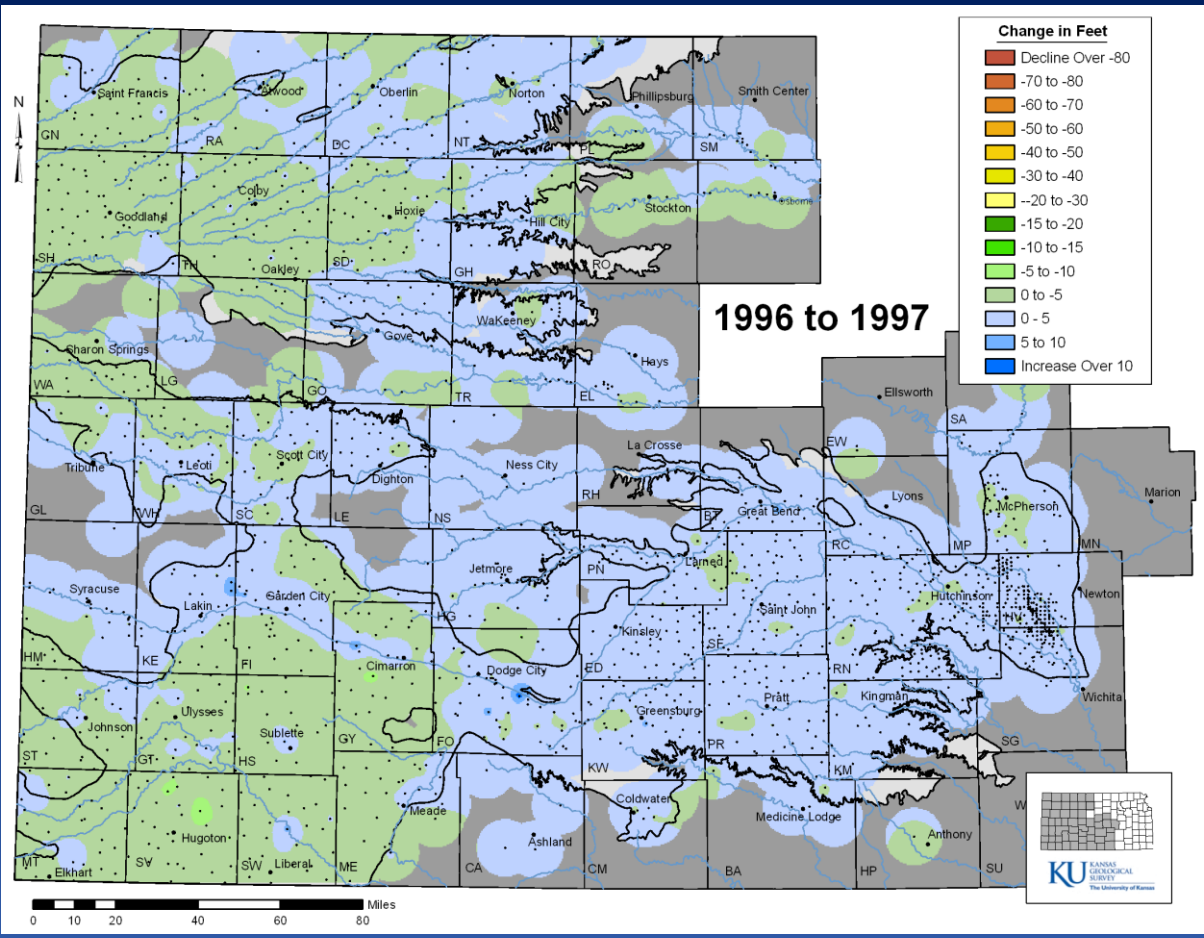 Change in Feet
Decline Over -80
-70 to -80
-60 to -70
-50 to -60
-40 to -50
-30 to -40
--20 to -30
-15 to -20
-10 to -15
-5 to -10
0 to -5
0 - 5
5 to 10
Increase Over 10
1996 to 1997
N
Saint Francis
Atwood
Oberlin
Norton
Phillipsburg
Smith Center
CN
RA
DC
NT
PL
SM
Goodland
Colby
Hoxie
Hill City
Stockton
Osborne
SH
TH
Oakley
SD
GH
RO
Sharon Springs
Gove
WaKeeney
Hays
WA
LG
GO
TR
EL
Ellsworth
SA
Tribune
Leoti
Scott City
Dighton
Ness City
La Crosse
EW
Great Bend
Lyons
McPherson
Marion
GL
WH
SC
LE
NS
RH
BT
RC
MP
MN
Syracuse
Lakin
Garden City
Jetmore
PN
Larned
Saint John
Hutchinson
HV
Newton
HM
KE
FI
HG
Kinsley
SF
Cimarron
Dodge City
ED
RN
Wichita
Johnson
Ulysses
Sublette
Greensburg
Pratt
Kingman
ST
GT
HS
GY
FO
KW
PR
KM
SG
Hugoton
Meade
Coldwater
Medicine Lodge
Ashland
Anthony
MT
Elkhart
SV
SW
Liberal
ME
CA
CM
BA
HP
SU
W
KU KANSAS
GEOLOGICAL
SURVEY
The University of Kansas
Miles
0 10 20 40 60 80